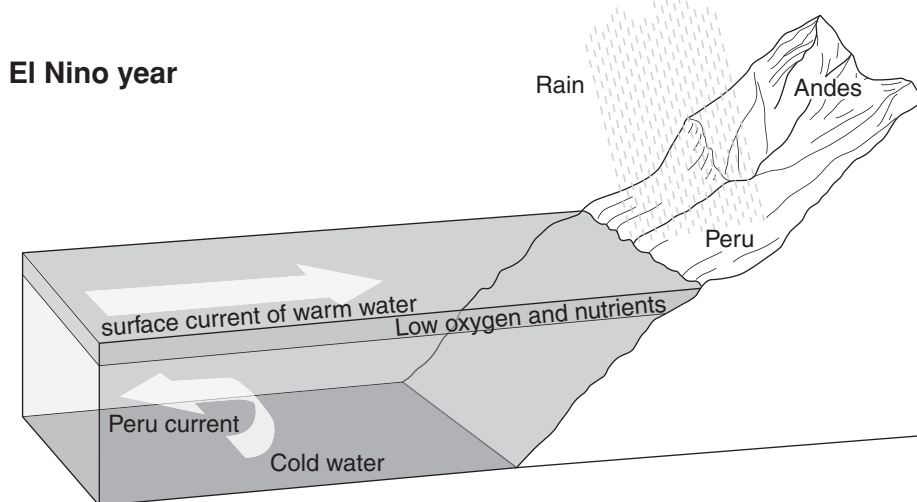 El Nino year
Rain
Andes
Peru
surface current of warm water
Low oxygen and nutrients
Peru current
Cold water